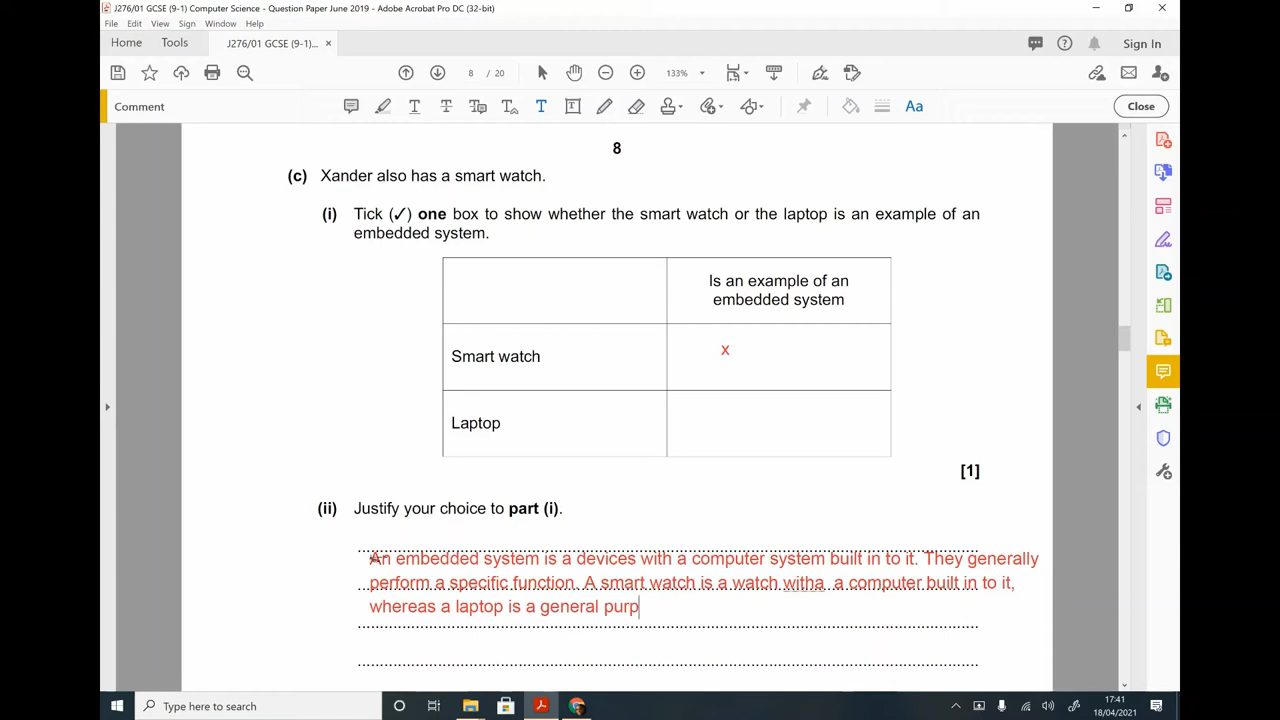 J276/01 GCSE (9-1) Computer Science - Question Paper June 2019 - Adobe Acrobat Pro DC (32-bit)
File Edit View Sign Window Help
Home Tools J276/01 GCSE (9-1)... × Sign In
8 / 20 133%
Comment Aa Close
8
(c) Xander also has a smart watch.
(i) Tick (✓) one box to show whether the smart watch or the laptop is an example of an
embedded system.
Is an example of an
embedded system
Smart watch x
Laptop
[1]
(ii) Justify your choice to part (i).
An embedded system is a devices with a computer system built in to it. They generally
perform a specific function. A smart watch is a watch witha a computer built in to it,
whereas a laptop is a general purp
Type here to search
17:41
18/04/2021